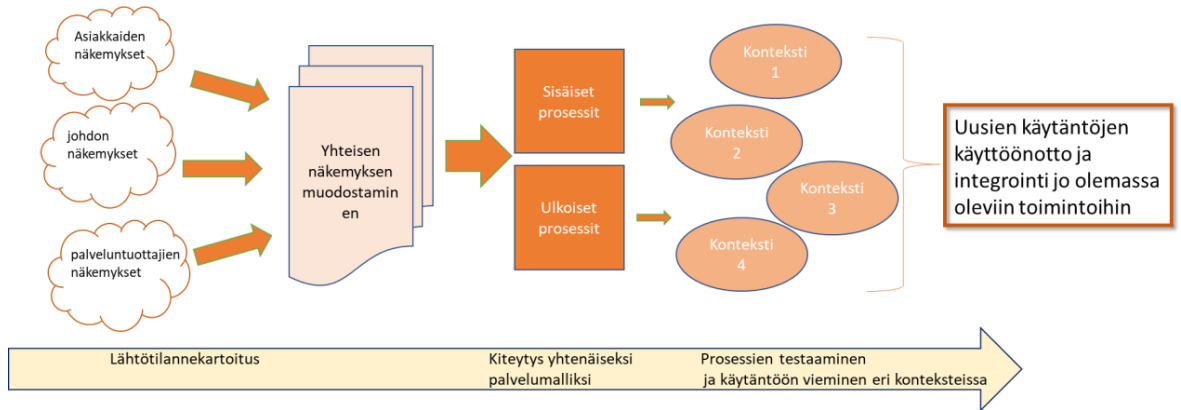 Asiakkaiden
näkemykset
johdon
näkemykset
palveluntuottajien
näkemykset
Yhteisen
näkemyksen
muodostamin
en
Sisäiset
prosessit
Ulkoiset
prosessit
Konteksti
1
Konteksti
2
Konteksti
3
Konteksti
4
Uusien käytäntöjen
käyttöönotto ja
integrointi jo olemassa
oleviin toimintoihin
Lähtötilannekartoitus
Kiteytys yhtenäiseksi
palvelumalliksi
Prosessien testaaminen
ja käytäntöön vieminen eri konteksteissa